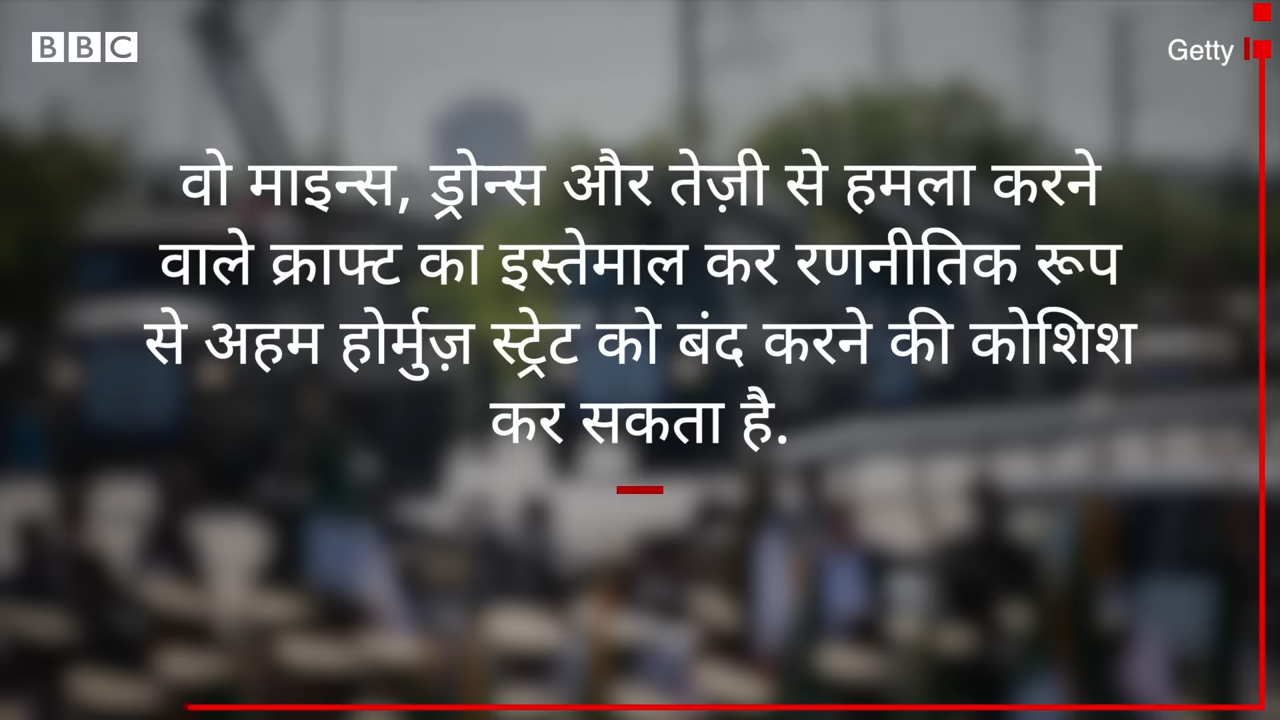 BBC
Getty
वो माइन्स, ड्रोन्स और तेज़ी से हमला करने
वाले क्राफ्ट का इस्तेमाल कर रणनीतिक रूप
से अहम होर्मुज़ स्ट्रेट को बंद करने की कोशिश
कर सकता है.